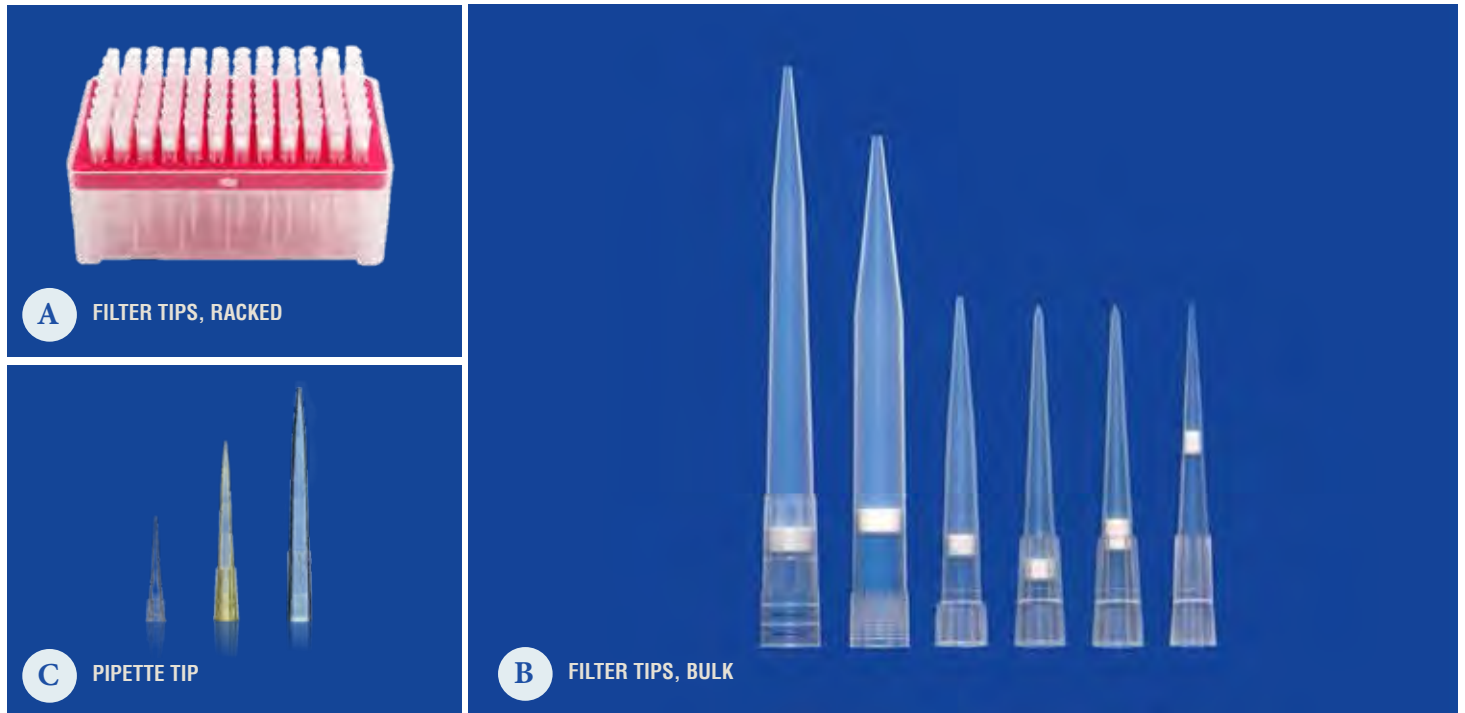 A
FILTER TIPS, RACKED
C
PIPETTE TIP
B
FILTER TIPS, BULK